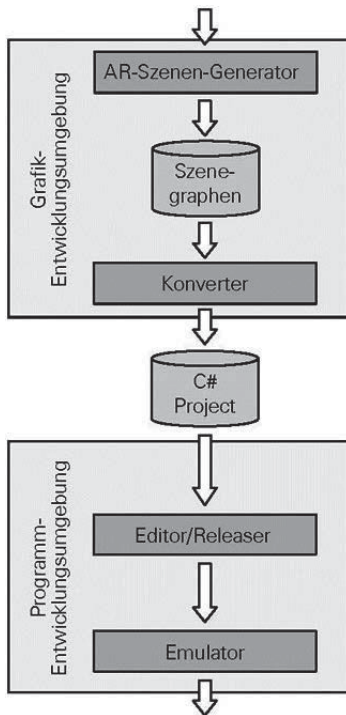 AR-Szenen-Generator
Szene-
graphen
Konverter
Grafik-
Entwicklungsumgebung
C#
Project
Editor/Releaser
Emulator
Programm-
Entwicklungsumgebung